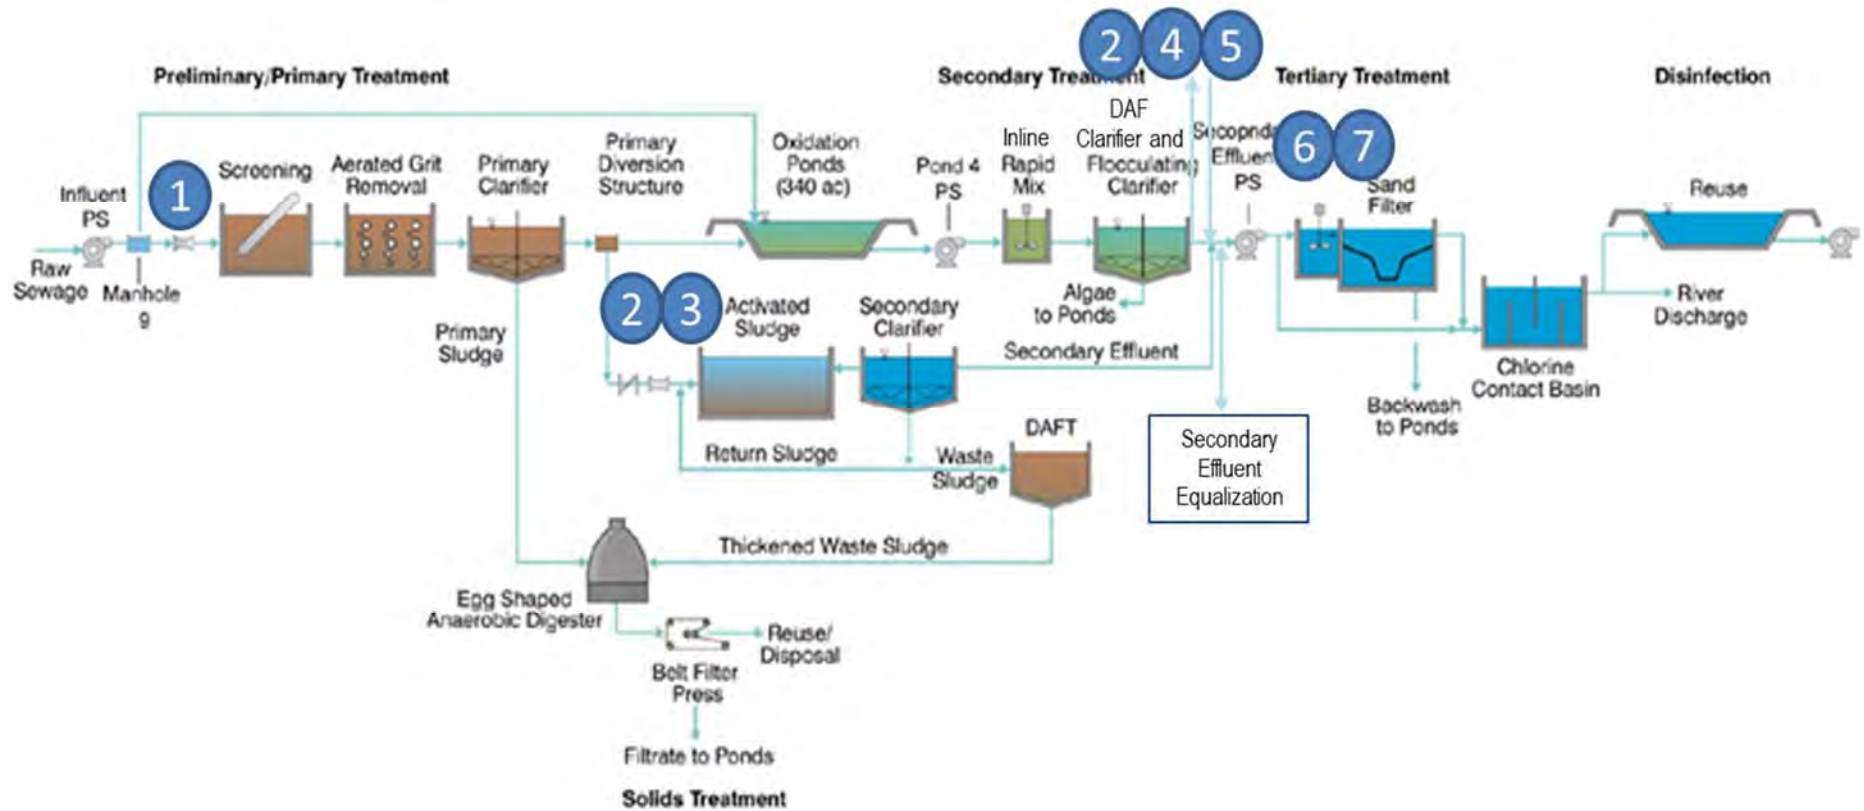 2 4 5
Preliminary/Primary Treatment
Secondary Treatment
Tertiary Treatment
Disinfection
1
Influent
PS
Raw
Sewage
Manhole
9
Screening
Aerated Grit
Removal
Primary
Clarifier
Primary
Diversion
Structure
Oxidation
Ponds
(340 ac)
Pond 4
PS
Inline
Rapid
Mix
DAF
Clarifier and
Flocculating
Clarifier
Secopnda
Effluen
PS
6 7
Sand
Filter
Reuse
Algae
to Ponds
River
Discharge
Chlorine
Contact Basin
Backwash
to Ponds
2 3
Activated
Sludge
Secondary
Clarifier
Secondary Effluent
Primary
Sludge
Return Sludge
Waste
Sludge
DAFT
Secondary
Effluent
Equalization
Thickened Waste Sludge
Egg Shaped
Anaerobic Digester
Reuse/
Disposal
Belt Filter
Press
Filtrate to Ponds
Solids Treatment